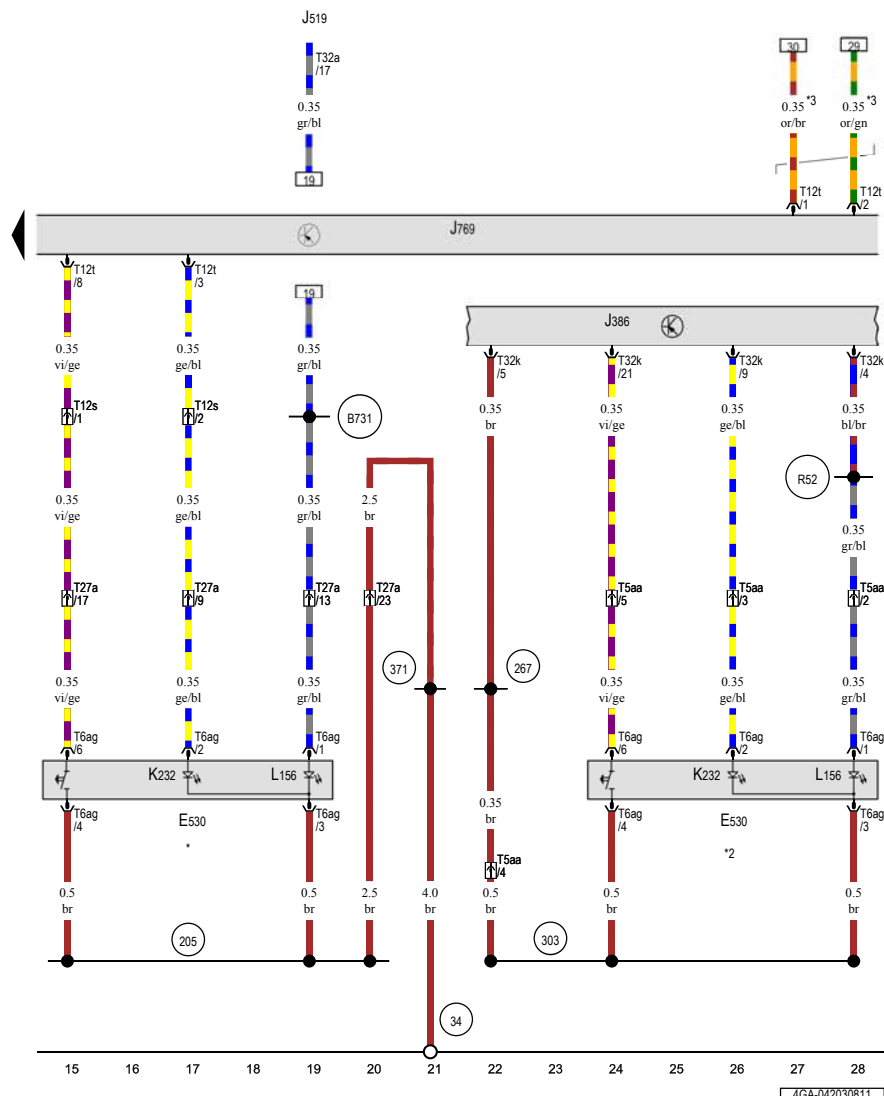 J519
T32a
/17
0.35
gr/bl
19
30
29
0.35 *3
or/br
0.35 *3
or/gn
T12t
/1
T12t
/2
J769
T12t
/8
T12t
/3
19
J386
0.35
vi/ge
0.35
ge/bl
0.35
gr/bl
T32k
/5
T32k
/21
T32k
/9
T32k
/4
T12s
/1
T12s
/2
B731
0.35
br
0.35
vi/ge
0.35
ge/bl
0.35
bl/br
R52
0.35
vi/ge
0.35
ge/bl
0.35
gr/bl
2.5
br
0.35
gr/bl
T27a
/17
T27a
/9
T27a
/13
T27a
/23
T5aa
/5
T5aa
/3
T5aa
/2
371
267
0.35
vi/ge
0.35
ge/bl
0.35
gr/bl
0.35
vi/ge
0.35
ge/bl
0.35
gr/bl
T6ag
/6
T6ag
/2
T6ag
/1
T6ag
/6
T6ag
/2
T6ag
/1
K232
L156
K232
L156
T6ag
/4
E530
*
T6ag
/3
0.35
br
T6ag
/4
E530
*2
T6ag
/3
T5aa
/4
0.5
br
0.5
br
2.5
br
4.0
br
0.5
br
0.5
br
0.5
br
205
303
34
15 16 17 18 19 20 21 22 23 24 25 26 27 28
4GA-042030811